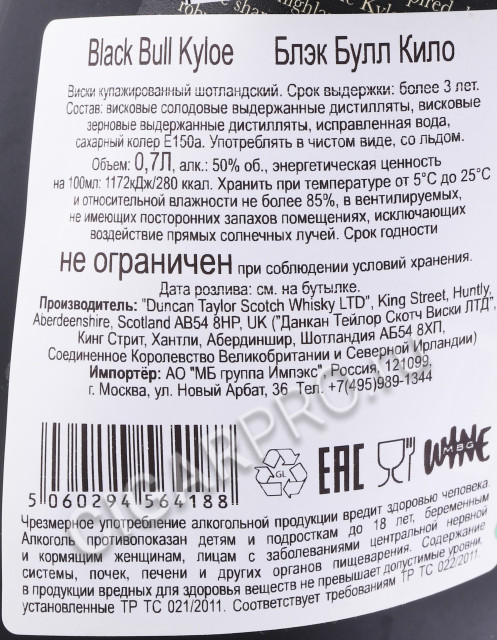 Black Bull Kyloe Блэк Булл Кило
Виски купажированный шотландский. Срок выдержки: более 3 лет.
Состав: висковые солодовые выдержанные дистилляты, висковые
зерновые выдержанные дистилляты, исправленная вода,
сахарный колер Е150а. Употреблять в чистом виде, со льдом.
Объем: 0,7Л, алк.: 50% об., энергетическая ценность
на 100мл: 1172кДж/280 ккал. Хранить при температуре от 5°С до 25°С
и относительной влажности не более 85%, в вентилируемых,
не имеющих посторонних запахов помещениях, исключающих
воздействие прямых солнечных лучей. Срок годности
не ограничен при соблюдении условий хранения.
Дата розлива: см. на бутылке.
Производитель: "Duncan Taylor Scotch Whisky LTD", King Street, Huntly,
Aberdeenshire, Scotland AB54 8HP, UK ("Данкан Тейлор Скотч Виски ЛТД",
Кинг Стрит, Хантли, Абердиншир, Шотландия АБ54 8ХП,
Соединенное Королевство Великобритании и Северной Ирландии)
Импортёр: АО "МБ группа Импэкс", Россия, 121099,
г. Москва, ул. Новый Арбат, 36 Тел. +7(495)989-1344
GL
EAC
WINE
MBG
5 060294 564188
Чрезмерное употребление алкогольной продукции вредит здоровью человека.
Алкоголь противопоказан детям и подросткам до 18 лет, беременным
и кормящим женщинам, лицам с заболеваниями центральной нервной
системы, почек, печени и других органов пищеварения. Содержание
в продукции вредных для здоровья веществ не превышает допустимые уровни,
установленные ТР ТС 021/2011. Соответствует требованиям ТР ТС 022/2011.
CIGARPRO.RU